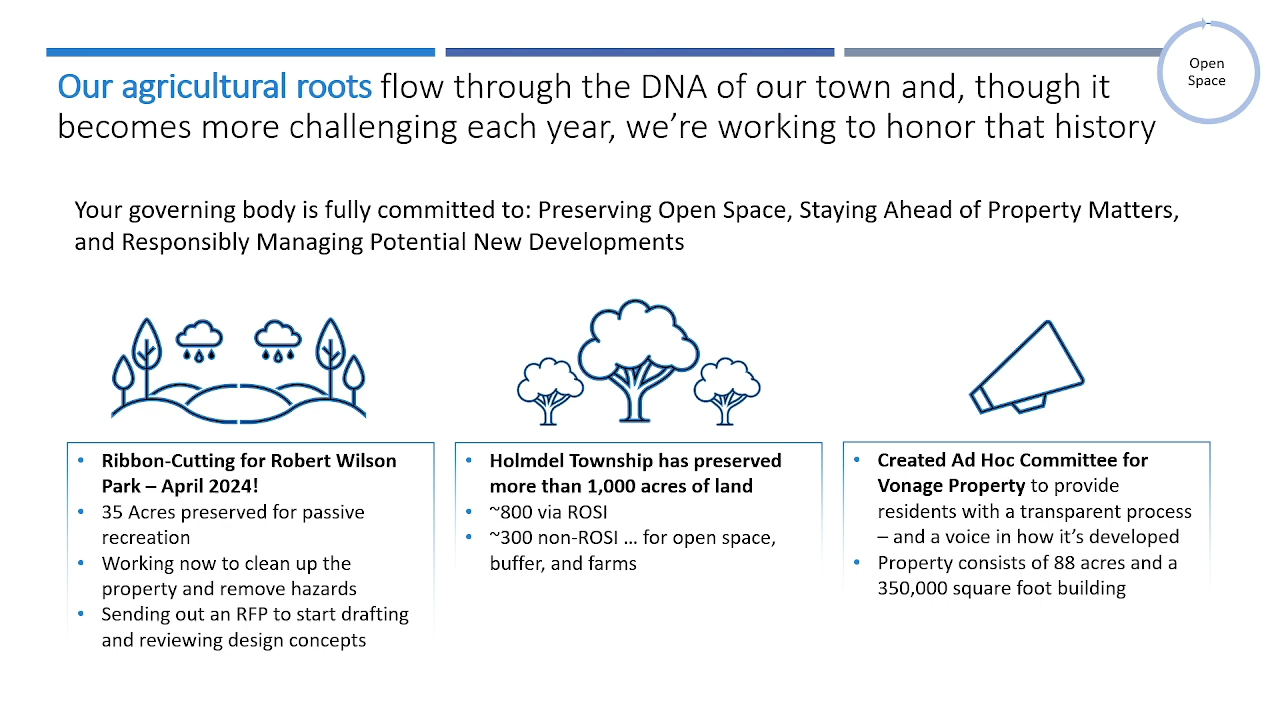 Open
Space
Our agricultural roots flow through the DNA of our town and, though it
becomes more challenging each year, we’re working to honor that history
Your governing body is fully committed to: Preserving Open Space, Staying Ahead of Property Matters,
and Responsibly Managing Potential New Developments
• Ribbon-Cutting for Robert Wilson
Park – April 2024!
• 35 Acres preserved for passive
recreation
• Working now to clean up the
property and remove hazards
• Sending out an RFP to start drafting
and reviewing design concepts
• Holmdel Township has preserved
more than 1,000 acres of land
• ~800 via ROSI
• ~300 non-ROSI … for open space,
buffer, and farms
• Created Ad Hoc Committee for
Vonage Property to provide
residents with a transparent process
– and a voice in how it’s developed
• Property consists of 88 acres and a
350,000 square foot building